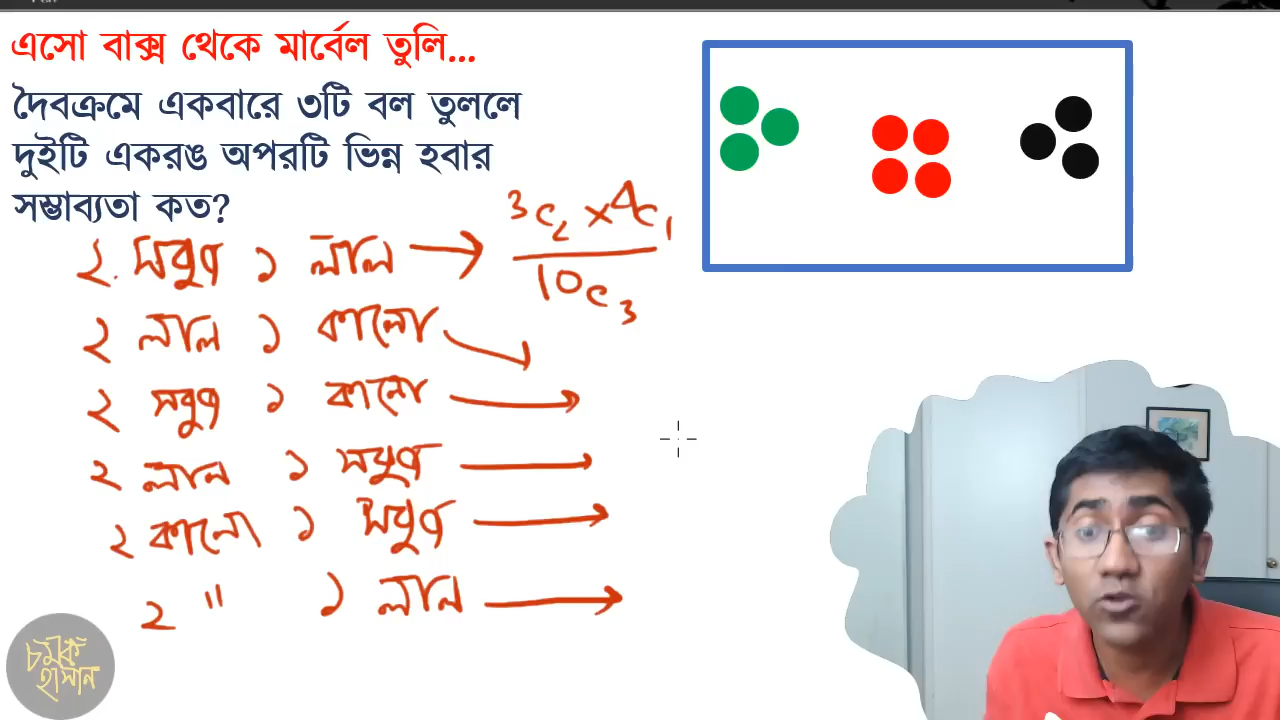 এসো বাক্স থেকে মার্বেল তুলি...
দৈবক্রমে একবারে ৩টি বল তুললে
দুইটি একরঙ অপরটি ভিন্ন হবার
সম্ভাব্যতা কত?
২. সবুজ ১ লাল → 3c2 × 4c1
10c3
২ লাল ১ কালো →
২ সবুজ ১ কালো →
২ লাল ১ সবুজ →
২ কালো ১ সবুজ →
২ " ১ লাল →
চমক
হাসান